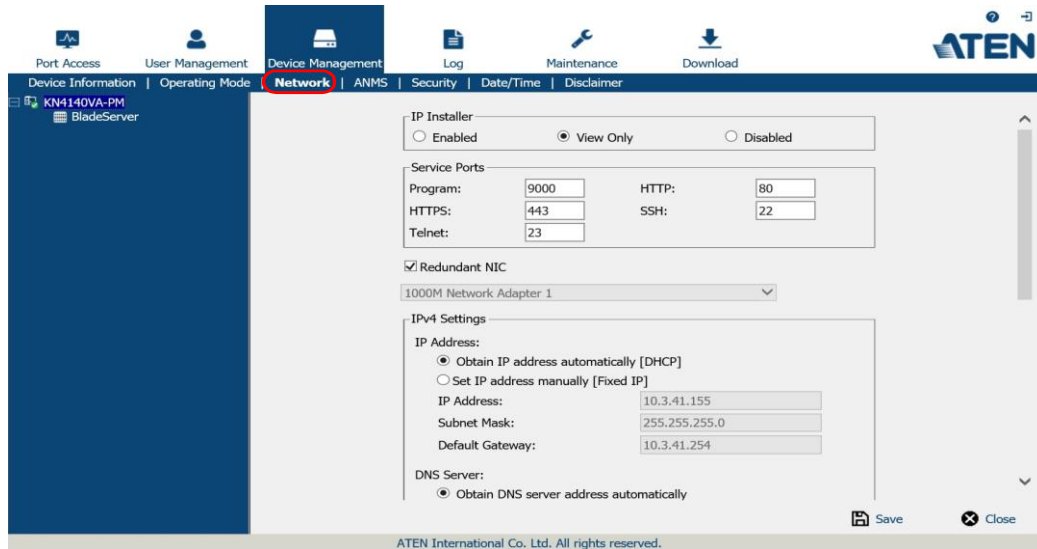 ATEN
Port Access User Management Device Management Log Maintenance Download
Device Information | Operating Mode | Network | ANMS | Security | Date/Time | Disclaimer
KN4140VA-PM
BladeServer
IP Installer
Enabled View Only Disabled
Service Ports
Program: 9000 HTTP: 80
HTTPS: 443 SSH: 22
Telnet: 23
Redundant NIC
1000M Network Adapter 1
IPv4 Settings
IP Address:
Obtain IP address automatically [DHCP]
Set IP address manually [Fixed IP]
IP Address: 10.3.41.155
Subnet Mask: 255.255.255.0
Default Gateway: 10.3.41.254
DNS Server:
Obtain DNS server address automatically
Save Close
ATEN International Co. Ltd. All rights reserved.